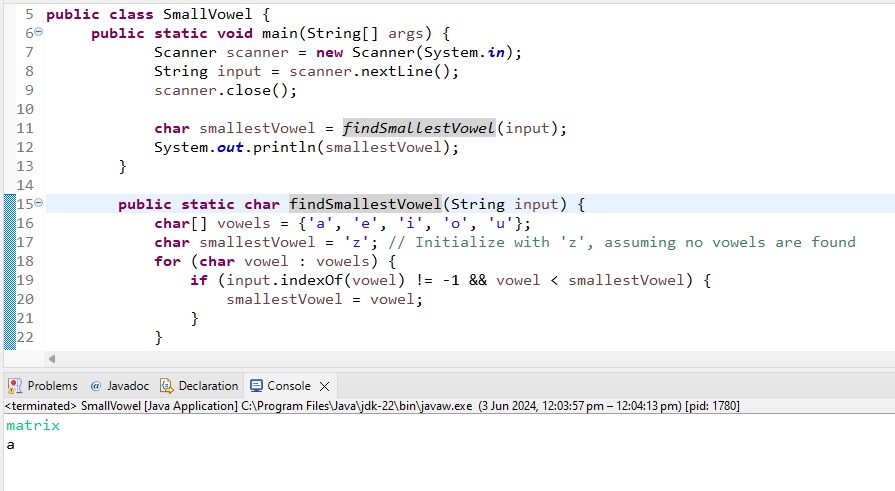 5 public class SmallVowel {
6 public static void main(String[] args) {
7 Scanner scanner = new Scanner(System.in);
8 String input = scanner.nextLine();
9 scanner.close();
10
11 char smallestVowel = findSmallestVowel(input);
12 System.out.println(smallestVowel);
13 }
14
15 public static char findSmallestVowel(String input) {
16 char[] vowels = {'a', 'e', 'i', 'o', 'u'};
17 char smallestVowel = 'z'; // Initialize with 'z', assuming no vowels are found
18 for (char vowel : vowels) {
19 if (input.indexOf(vowel) != -1 && vowel < smallestVowel) {
20 smallestVowel = vowel;
21 }
22 }
Problems @ Javadoc Declaration Console
<terminated> SmallVowel [Java Application] C:\Program Files\Java\jdk-22\bin\javaw.exe (3 Jun 2024, 12:03:57 pm – 12:04:13 pm) [pid: 1780]
matrix
a